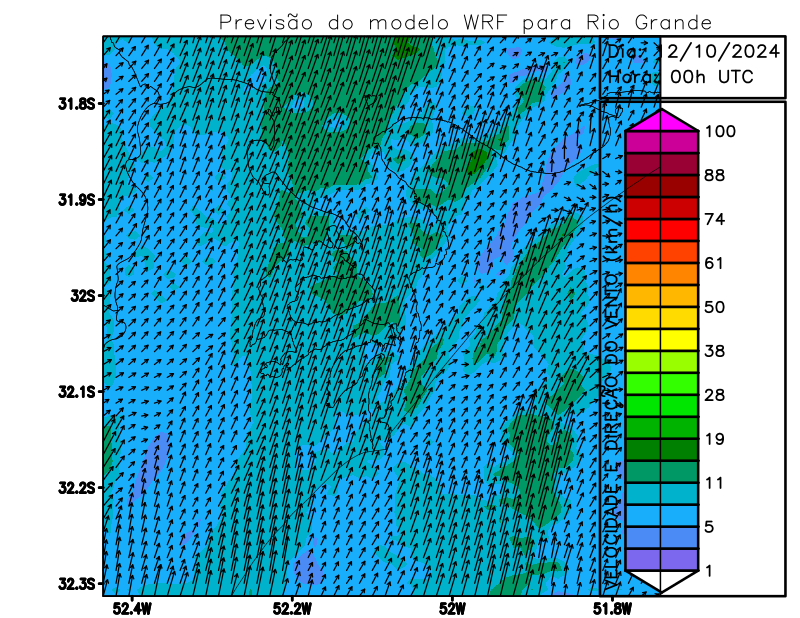 Previsão do modelo WRF para Rio Grande
Dia: 2/10/2024
Hora: 00h UTC
31.8S
31.9S
32S
32.1S
32.2S
32.3S
52.4W
52.2W
52W
51.8W
VELOCIDADE E DIREÇÃO DO VENTO (km/h)
100
88
74
61
50
38
28
19
11
5
1